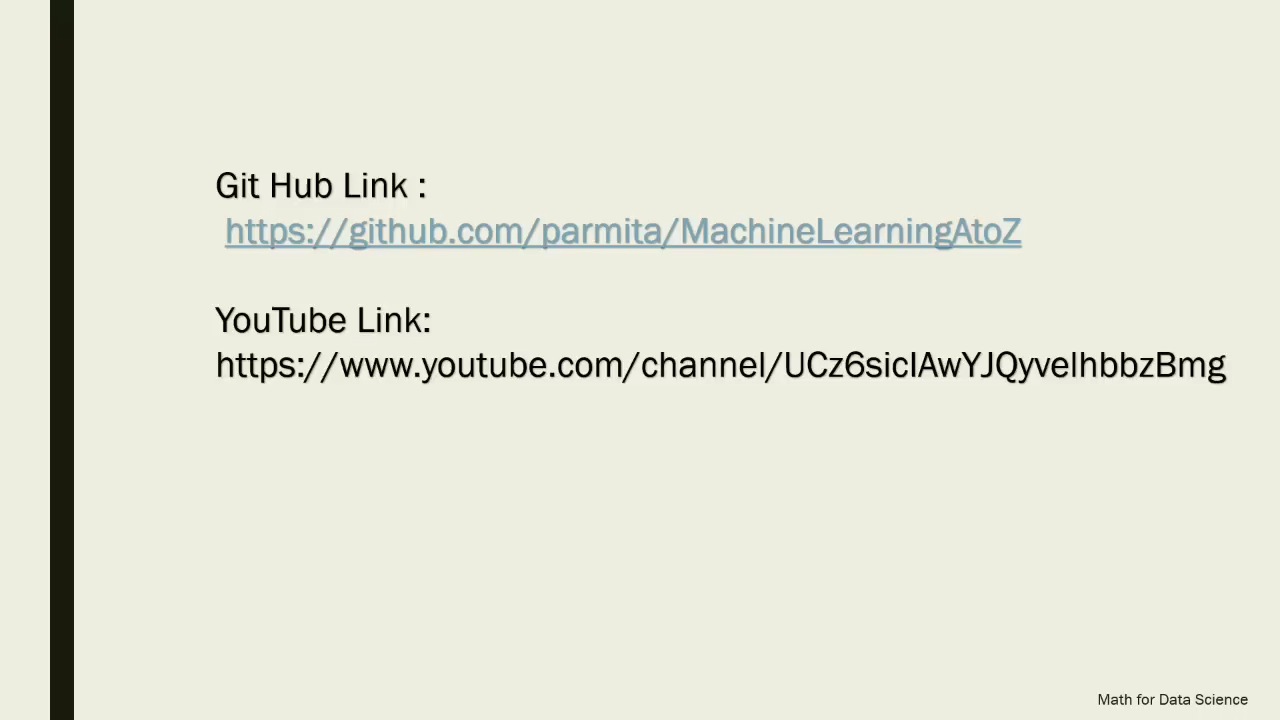 Git Hub Link :
https://github.com/parmita/MachineLearningAtoZ
YouTube Link:
https://www.youtube.com/channel/UCz6sicIAwYJQyvelhbbzBmg
Math for Data Science